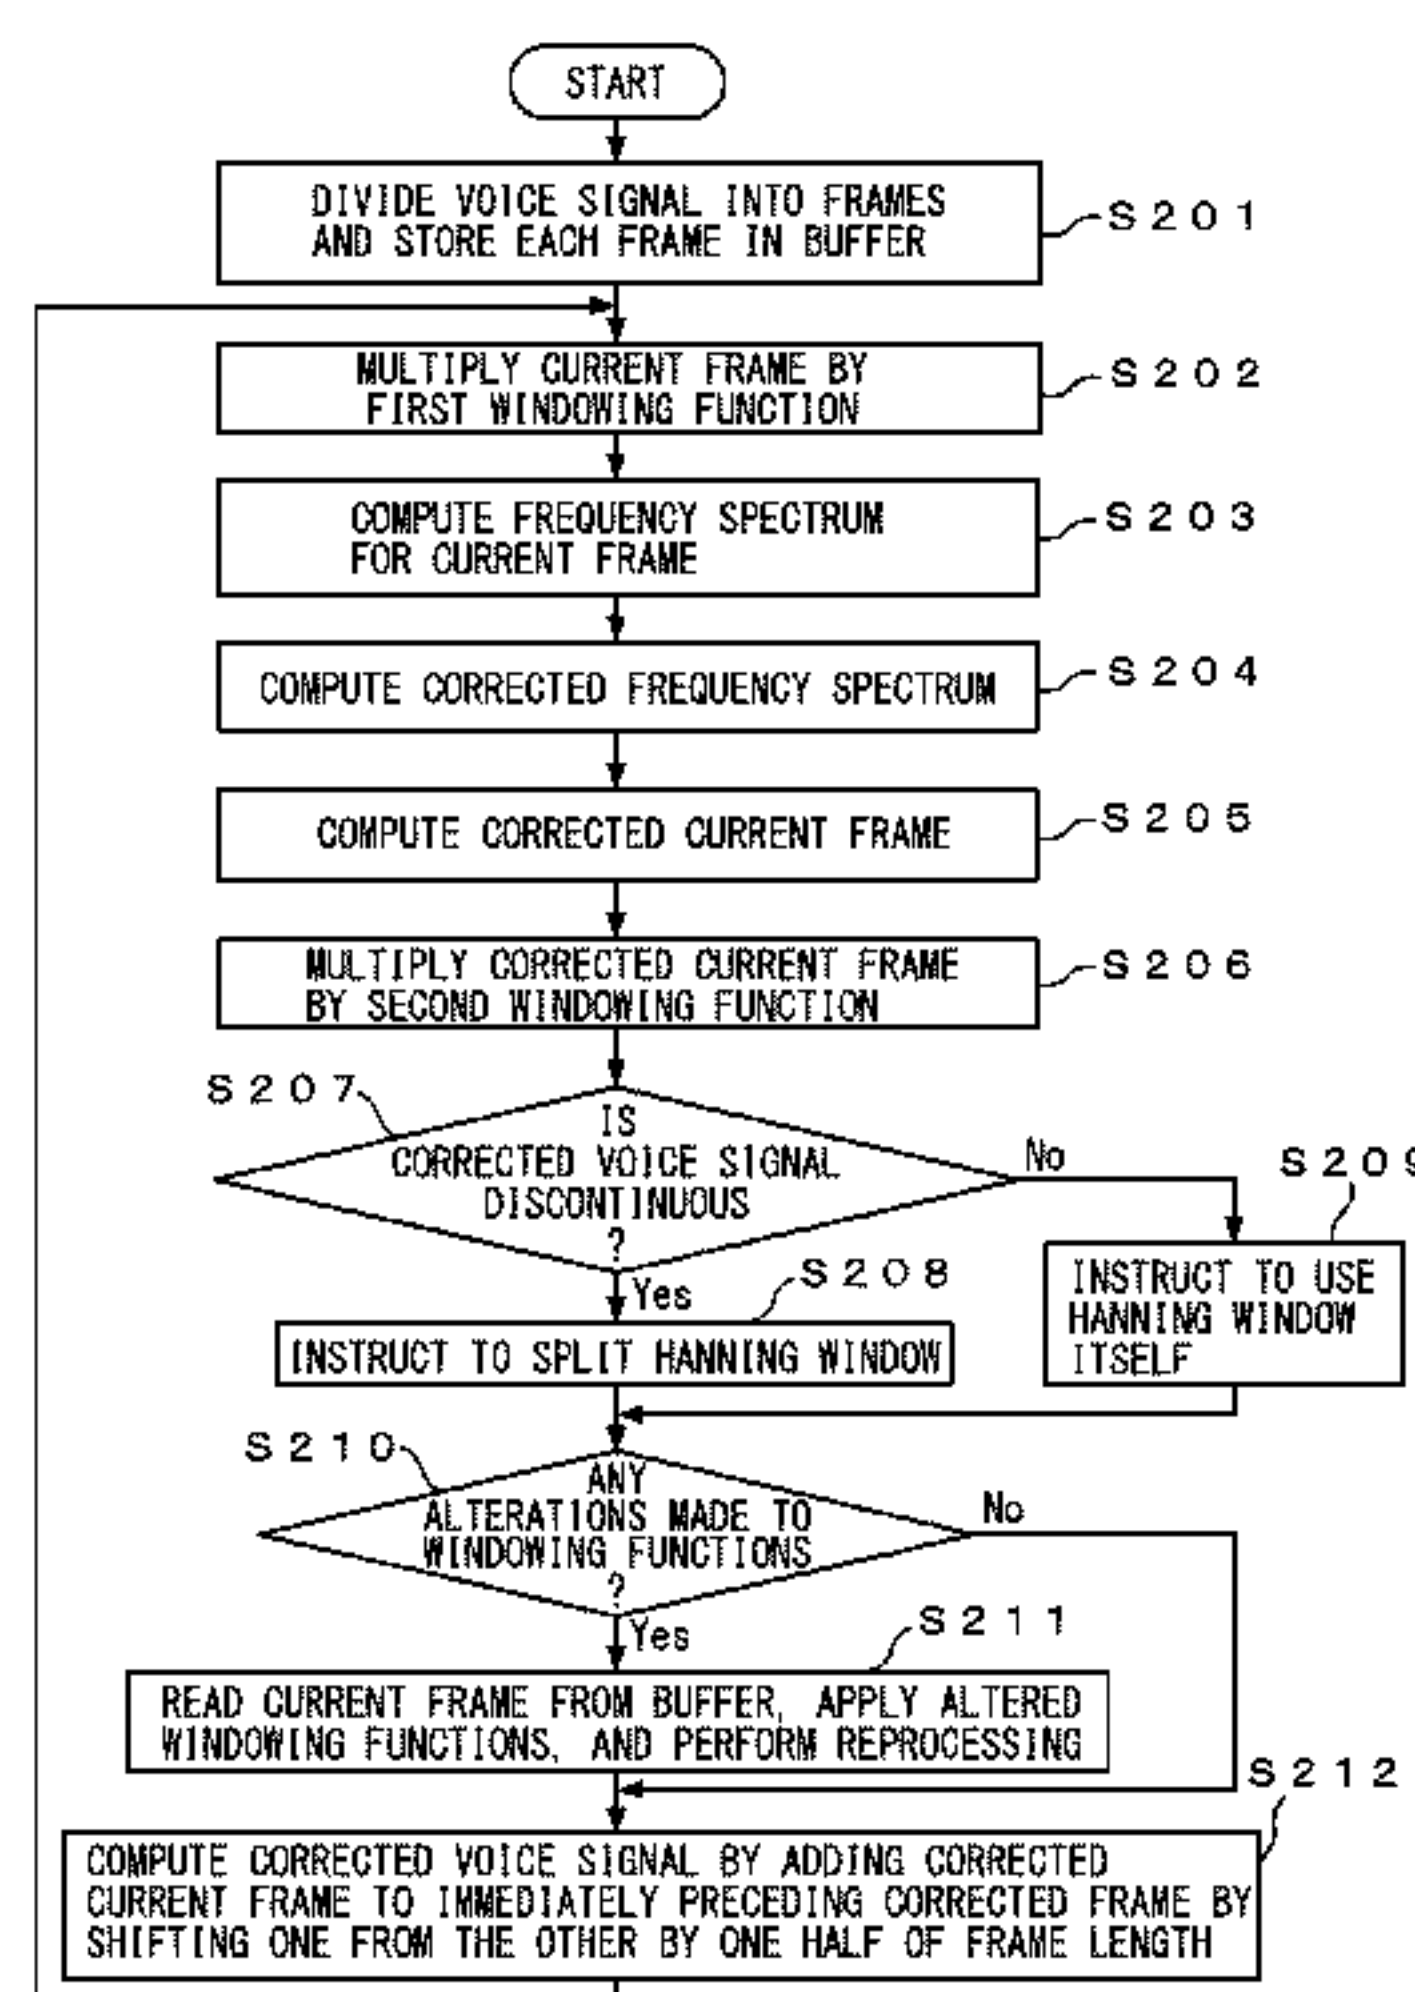 START
DIVIDE VOICE SIGNAL INTO FRAMES
AND STORE EACH FRAME IN BUFFER
S201
MULTIPLY CURRENT FRAME BY
FIRST WINDOWING FUNCTION
S202
COMPUTE FREQUENCY SPECTRUM
FOR CURRENT FRAME
S203
COMPUTE CORRECTED FREQUENCY SPECTRUM
S204
COMPUTE CORRECTED CURRENT FRAME
S205
MULTIPLY CORRECTED CURRENT FRAME
BY SECOND WINDOWING FUNCTION
S206
S207
IS
CORRECTED VOICE SIGNAL
DISCONTINUOUS
?
No
S209
INSTRUCT TO USE
HANNING WINDOW
ITSELF
Yes
S208
INSTRUCT TO SPLIT HANNING WINDOW
S210
ANY
ALTERATIONS MADE TO
WINDOWING FUNCTIONS
?
No
Yes
S211
READ CURRENT FRAME FROM BUFFER, APPLY ALTERED
WINDOWING FUNCTIONS, AND PERFORM REPROCESSING
S212
COMPUTE CORRECTED VOICE SIGNAL BY ADDING CORRECTED
CURRENT FRAME TO IMMEDIATELY PRECEDING CORRECTED FRAME BY
SHIFTING ONE FROM THE OTHER BY ONE HALF OF FRAME LENGTH